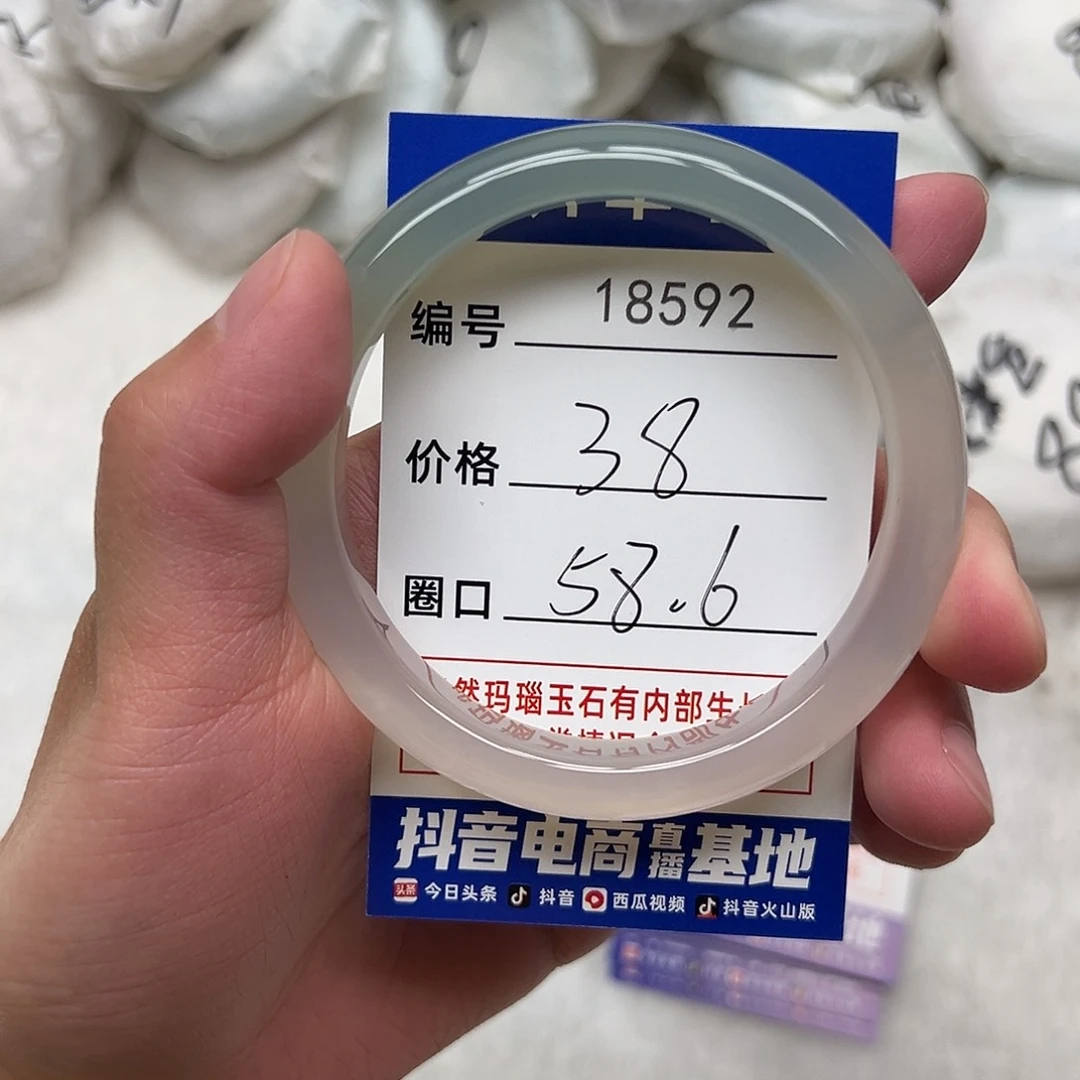 编号 18592
价格 38
圈口 58.6
然玛瑙玉石有内部生长
抖音电商直播基地
今日头条 抖音 西瓜视频 抖音火山版